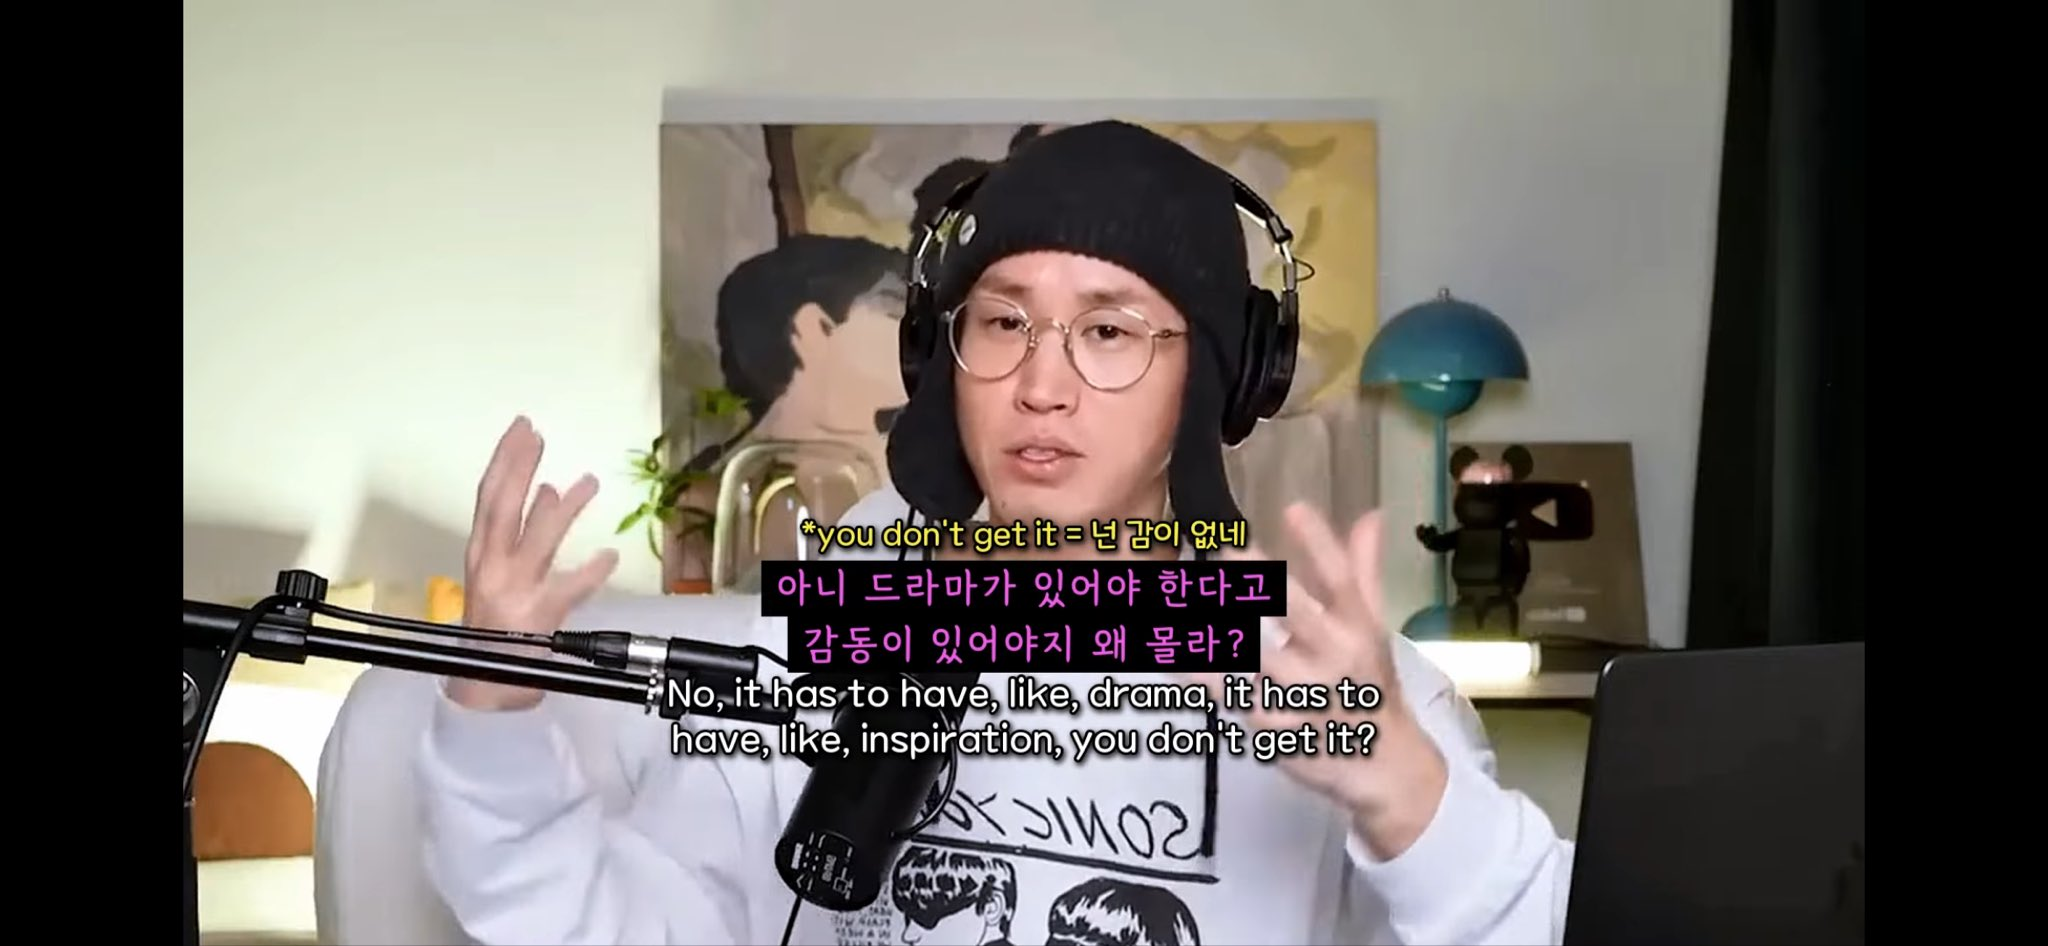 *you don't get it = 넌 감이 없네
아니 드라마가 있어야 한다고
감동이 있어야지 왜 몰라?
No, it has to have, like, drama, it has to
have, like, inspiration, you don't get it?
SONIC YO